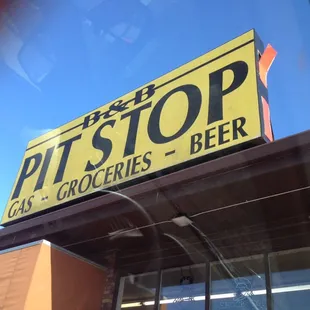 B&B
PIT STOP
GAS - GROCERIES - BEER